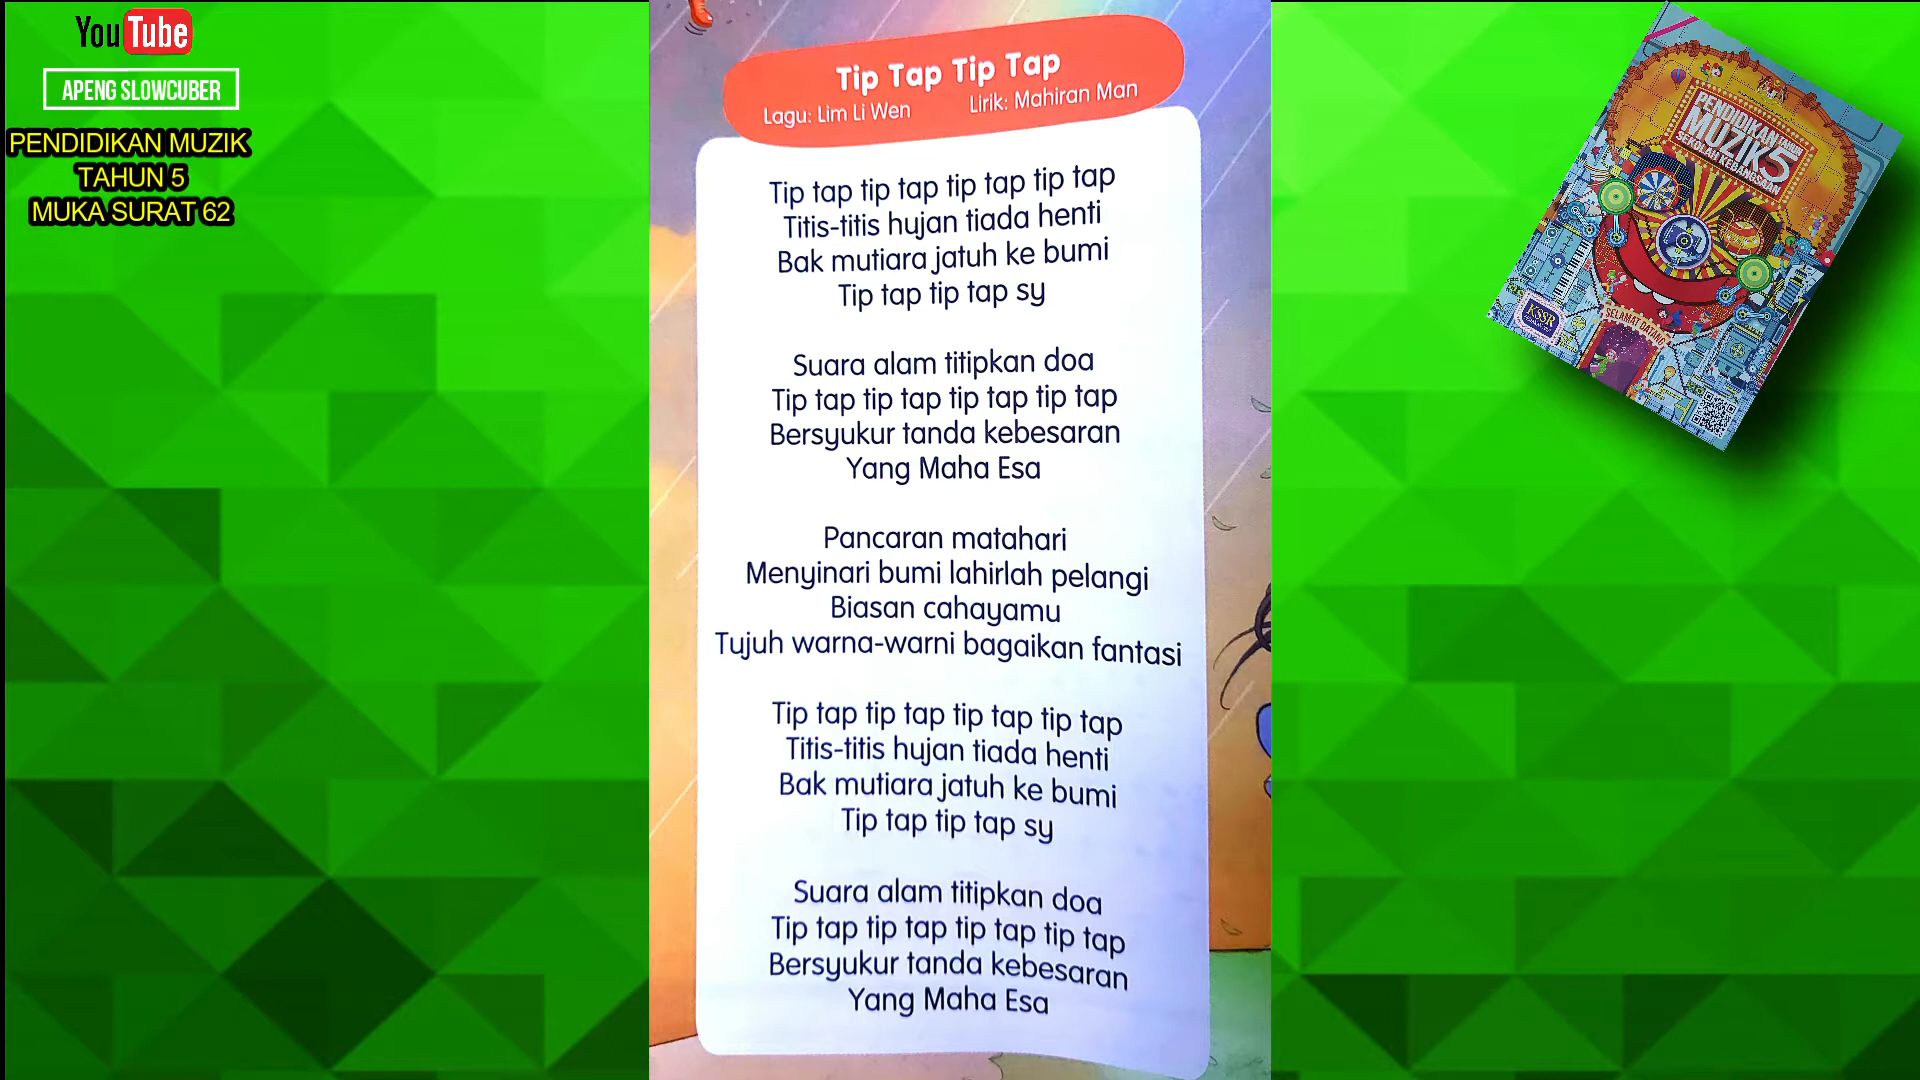 YouTube
APENG SLOWCUBER
PENDIDIKAN MUZIK
TAHUN 5
MUKA SURAT 62
Tip Tap Tip Tap
Lagu: Lim Li Wen Lirik: Mahiran Man
Tip tap tip tap tip tap tip tap
Titis-titis hujan tiada henti
Bak mutiara jatuh ke bumi
Tip tap tip tap sy
Suara alam titipkan doa
Tip tap tip tap tip tap tip tap
Bersyukur tanda kebesaran
Yang Maha Esa
Pancaran matahari
Menyinari bumi lahirlah pelangi
Biasan cahayamu
Tujuh warna-warni bagaikan fantasi
Tip tap tip tap tip tap tip tap
Titis-titis hujan tiada henti
Bak mutiara jatuh ke bumi
Tip tap tip tap sy
Suara alam titipkan doa
Tip tap tip tap tip tap tip tap
Bersyukur tanda kebesaran
Yang Maha Esa
PENDIDIKAN
MUZIK TAHUN 5
SEKOLAH KEBANGSAAN
KSSR
SELAMAT DATANG